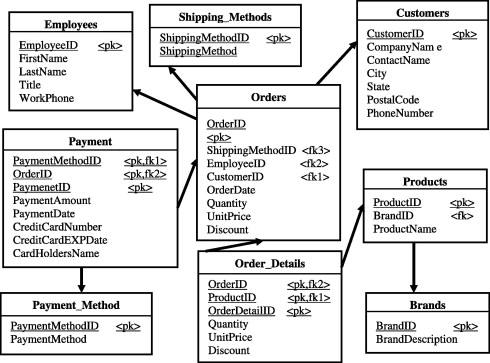 Employees
EmployeeID <pk>
FirstName
LastName
Title
WorkPhone
Shipping_Methods
ShippingMethodID <pk>
ShippingMethod
Customers
CustomerID <pk>
CompanyNam e
ContactName
City
State
PostalCode
PhoneNumber
Orders
OrderID
<pk>
ShippingMethodID <fk3>
EmployeeID <fk2>
CustomerID <fk1>
OrderDate
Quantity
UnitPrice
Discount
Payment
PaymentMethodID <pk,fk1>
OrderID <pk,fk2>
PaymenetID <pk>
PaymentAmount
PaymentDate
CreditCardNumber
CreditCardEXPDate
CardHoldersName
Products
ProductID <pk>
BrandID <fk>
ProductName
Order_Details
OrderID <pk,fk2>
ProductID <pk,fk1>
OrderDetailID <pk>
Quantity
UnitPrice
Discount
Payment_Method
PaymentMethodID <pk>
PaymentMethod
Brands
BrandID <pk>
BrandDescription